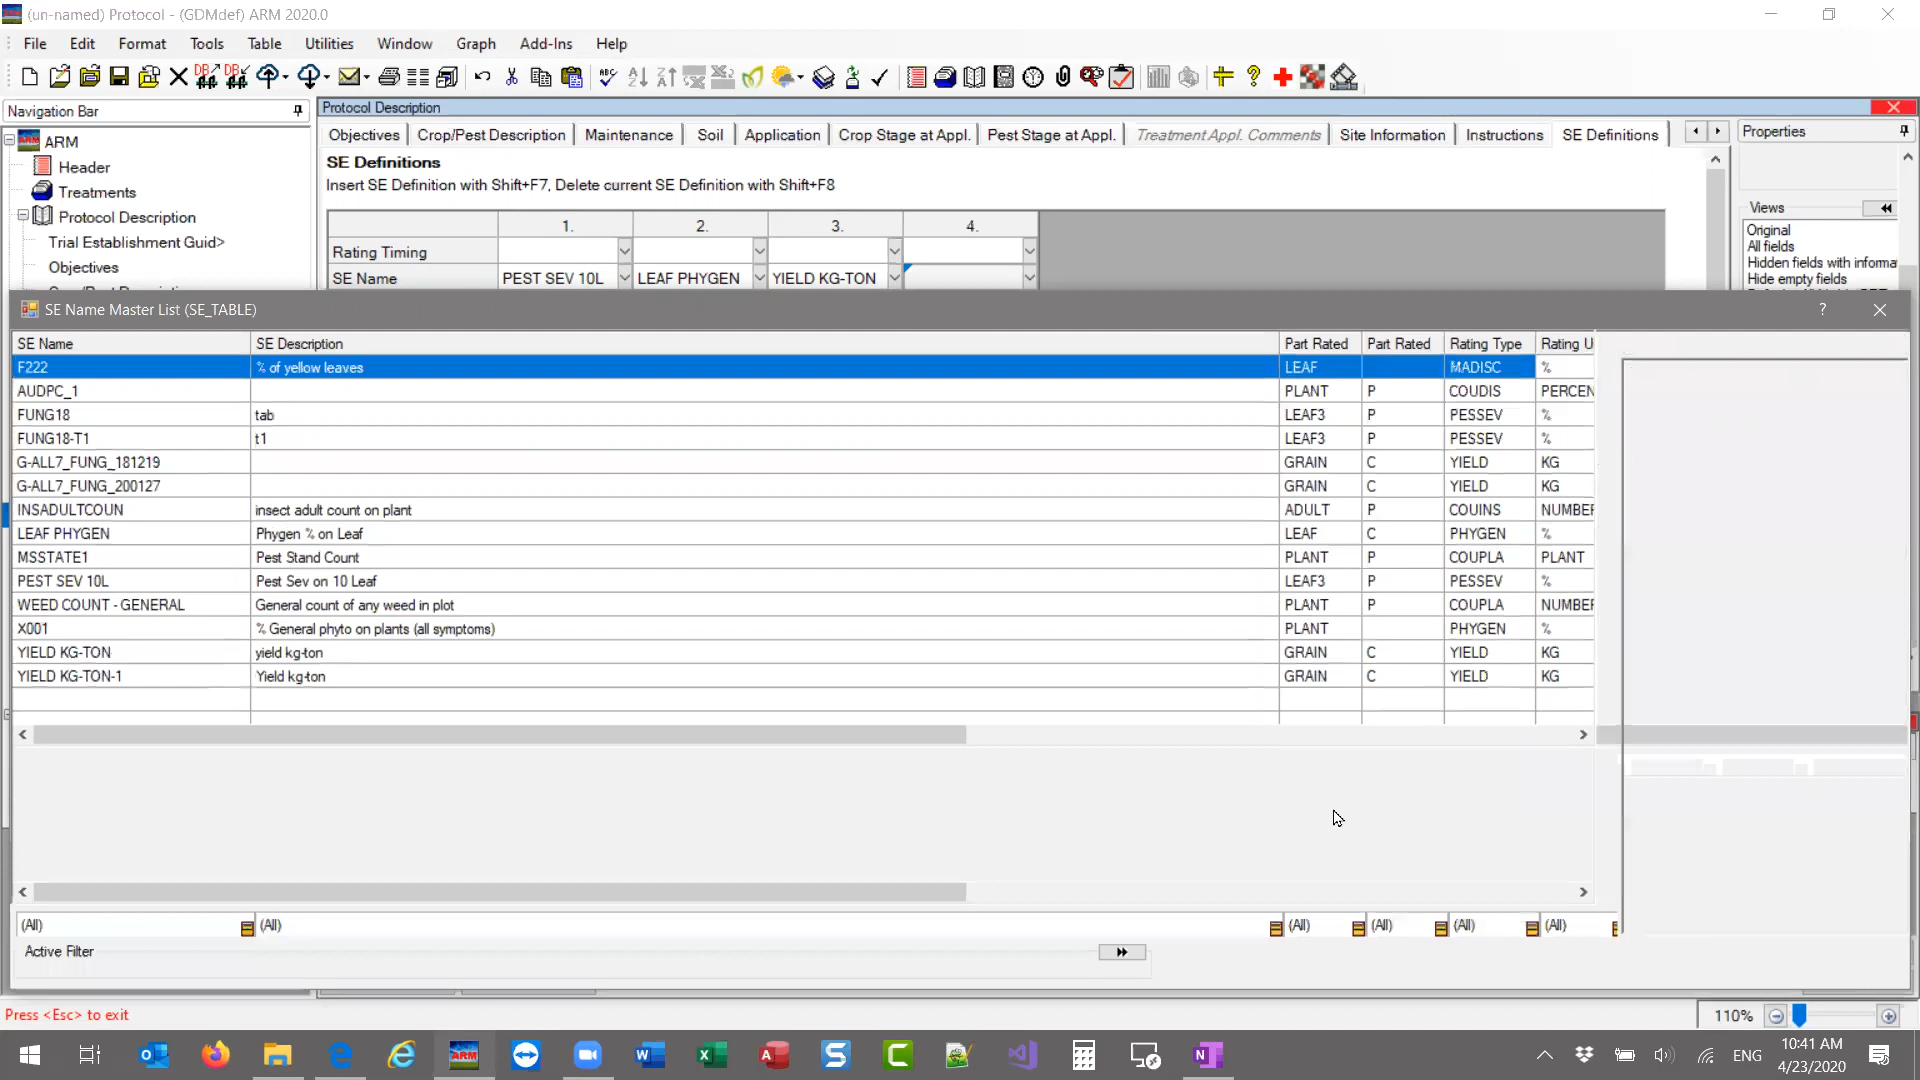 (un-named) Protocol - (GDMdef) ARM 2020.0
File Edit Format Tools Table Utilities Window Graph Add-Ins Help
Navigation Bar
Protocol Description
ARM
Header
Treatments
Protocol Description
Trial Establishment Guid>
Objectives
Objectives Crop/Pest Description Maintenance Soil Application Crop Stage at Appl. Pest Stage at Appl. Treatment Appl. Comments Site Information Instructions SE Definitions
SE Definitions
Insert SE Definition with Shift+F7, Delete current SE Definition with Shift+F8
1. 2. 3. 4.
Rating Timing
SE Name PEST SEV 10L LEAF PHYGEN YIELD KG-TON
Properties
Views
Original
All fields
Hidden fields with informa
Hide empty fields
SE Name Master List (SE_TABLE)
SE Name SE Description Part Rated Part Rated Rating Type Rating U
F222 % of yellow leaves LEAF MADISC %
AUDPC_1 PLANT P COUDIS PERCEN
FUNG18 tab LEAF3 P PESSEV %
FUNG18-T1 t1 LEAF3 P PESSEV %
G-ALL7_FUNG_181219 GRAIN C YIELD KG
G-ALL7_FUNG_200127 GRAIN C YIELD KG
INSADULTCOUN insect adult count on plant ADULT P COUINS NUMBER
LEAF PHYGEN Phygen % on Leaf LEAF C PHYGEN %
MSSTATE1 Pest Stand Count PLANT P COUPLA PLANT
PEST SEV 10L Pest Sev on 10 Leaf LEAF3 P PESSEV %
WEED COUNT - GENERAL General count of any weed in plot PLANT P COUPLA NUMBER
X001 % General phyto on plants (all symptoms) PLANT PHYGEN %
YIELD KG-TON yield kg-ton GRAIN C YIELD KG
YIELD KG-TON-1 Yield kg-ton GRAIN C YIELD KG
(All) (All) (All) (All) (All) (All)
Active Filter
Press <Esc> to exit
110%
ENG
10:41 AM
4/23/2020